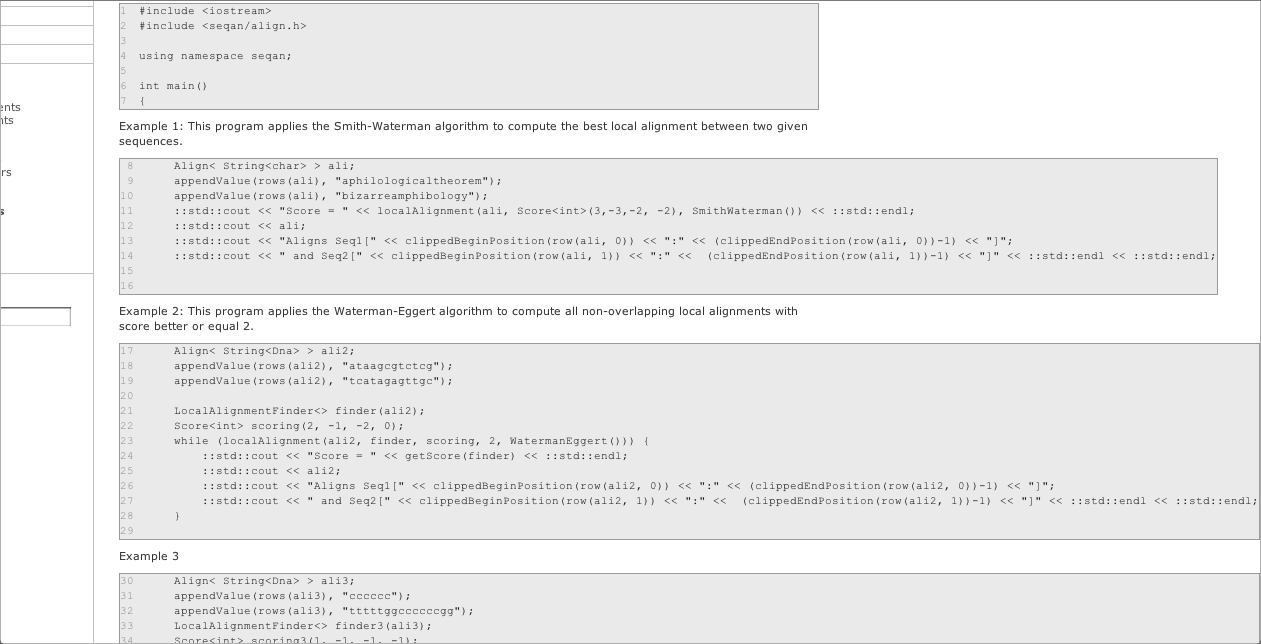 1 #include <iostream>
2 #include <seqan/align.h>
3
4 using namespace seqan;
5
6 int main()
7 {
Example 1: This program applies the Smith-Waterman algorithm to compute the best local alignment between two given
sequences.
8 Align< String<char> > ali;
9 appendValue(rows(ali), "aphilologicaltheorem");
10 appendValue(rows(ali), "bizarreamphibology");
11 ::std::cout << "Score = " << localAlignment(ali, Score<int>(3,-3,-2, -2), SmithWaterman()) << ::std::endl;
12 ::std::cout << ali;
13 ::std::cout << "Aligns Seq1[" << clippedBeginPosition(row(ali, 0)) << ":" << (clippedEndPosition(row(ali, 0))-1) << "]";
14 ::std::cout << " and Seq2[" << clippedBeginPosition(row(ali, 1)) << ":" <<  (clippedEndPosition(row(ali, 1))-1) << "]" << ::std::endl << ::std::endl;
15
16
Example 2: This program applies the Waterman-Eggert algorithm to compute all non-overlapping local alignments with
score better or equal 2.
17 Align< String<Dna> > ali2;
18 appendValue(rows(ali2), "ataagcgtctcg");
19 appendValue(rows(ali2), "tcatagagttgc");
20
21 LocalAlignmentFinder<> finder(ali2);
22 Score<int> scoring(2, -1, -2, 0);
23 while (localAlignment(ali2, finder, scoring, 2, WatermanEggert())) {
24 ::std::cout << "Score = " << getScore(finder) << ::std::endl;
25 ::std::cout << ali2;
26 ::std::cout << "Aligns Seq1[" << clippedBeginPosition(row(ali2, 0)) << ":" << (clippedEndPosition(row(ali2, 0))-1) << "]";
27 ::std::cout << " and Seq2[" << clippedBeginPosition(row(ali2, 1)) << ":" <<  (clippedEndPosition(row(ali2, 1))-1) << "]" << ::std::endl << ::std::endl;
28 }
29
Example 3
30 Align< String<Dna> > ali3;
31 appendValue(rows(ali3), "cccccc");
32 appendValue(rows(ali3), "tttttggccccccgg");
33 LocalAlignmentFinder<> finder3(ali3);
34 Score<int> scoring3(1, -1, -1, -1);